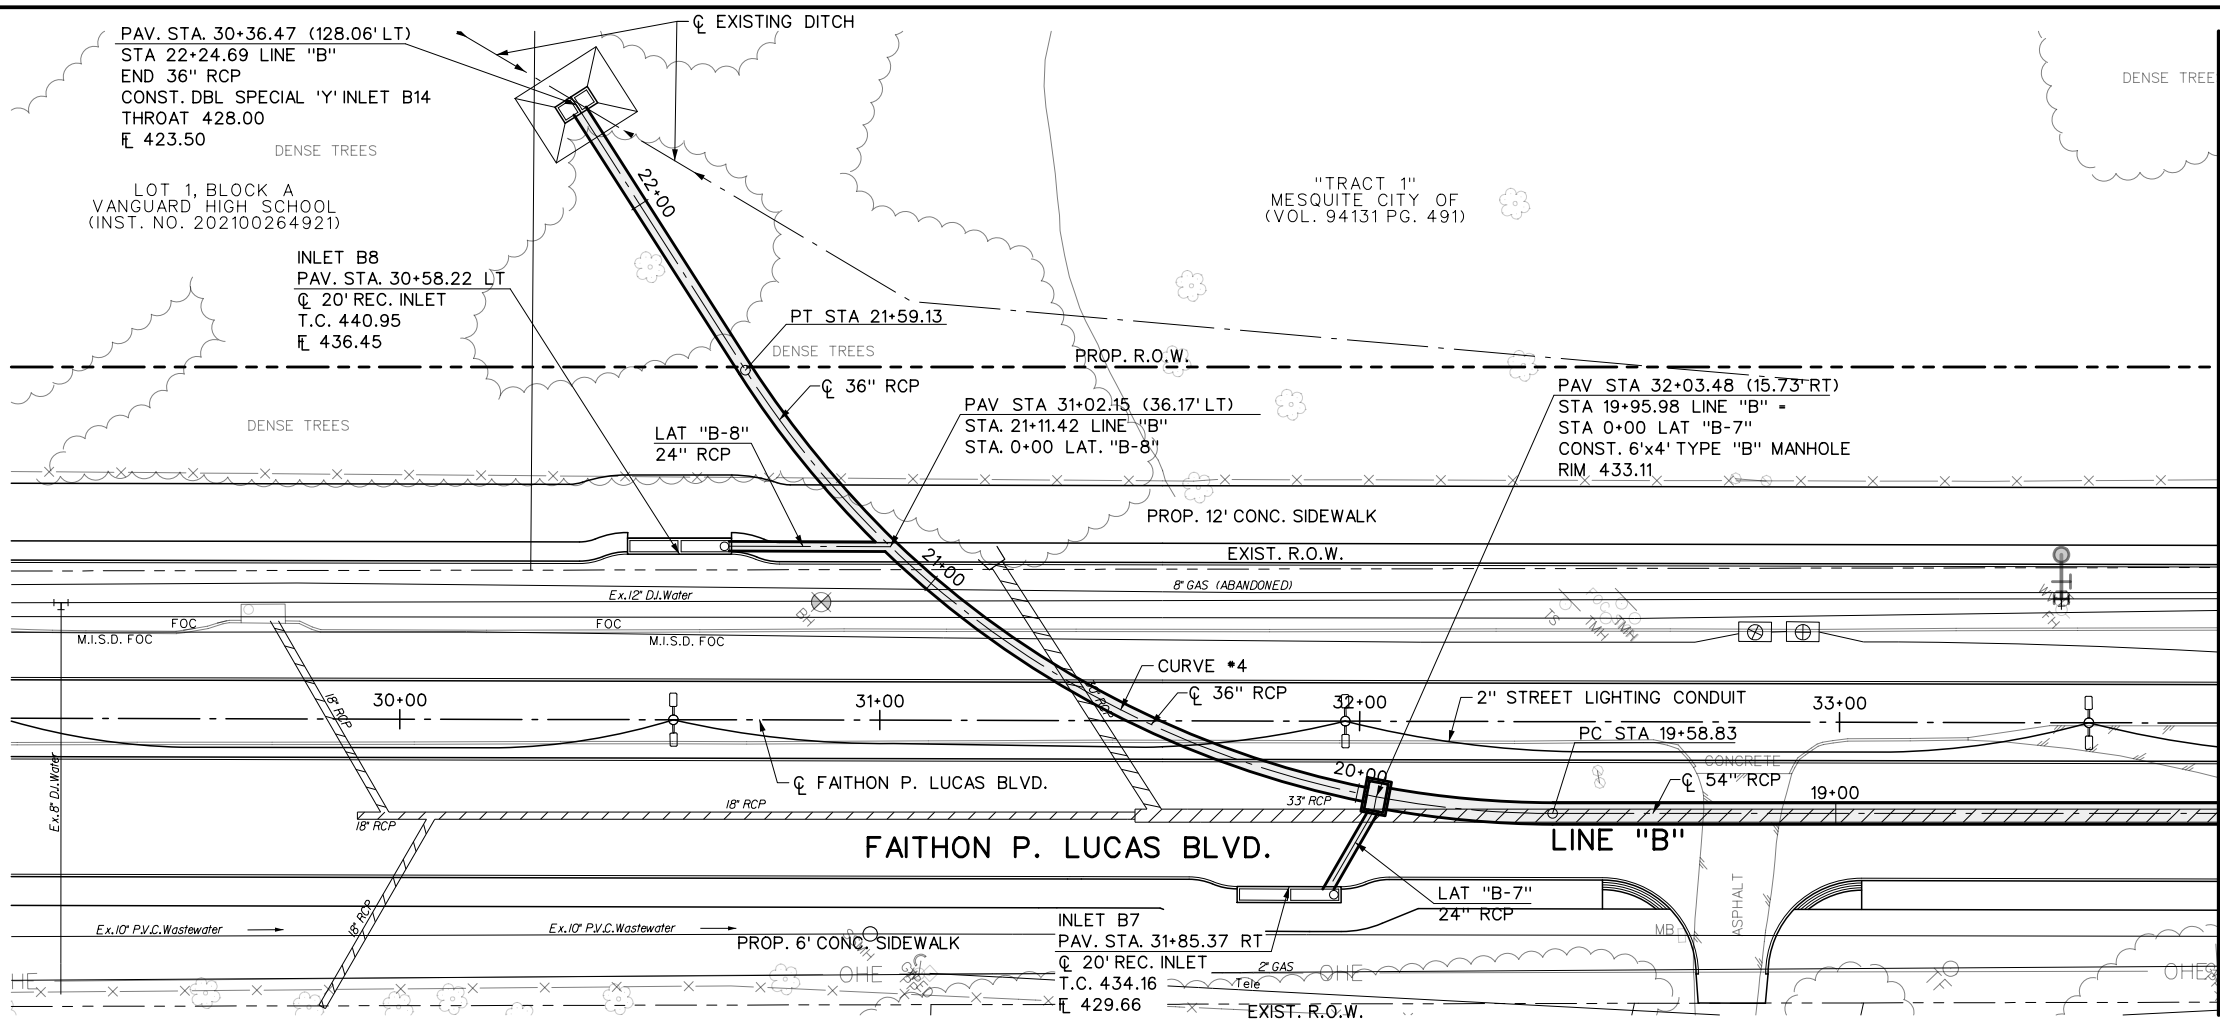 ℄ EXISTING DITCH
PAV. STA. 30+36.47 (128.06' LT)
STA 22+24.69 LINE "B"
END 36" RCP
CONST. DBL SPECIAL 'Y' INLET B14
THROAT 428.00
FL 423.50
DENSE TREES
DENSE TREE
LOT 1, BLOCK A
VANGUARD HIGH SCHOOL
(INST. NO. 202100264921)
22+00
"TRACT 1"
MESQUITE CITY OF
(VOL. 94131 PG. 491)
INLET B8
PAV. STA. 30+58.22 LT
℄ 20' REC. INLET
T.C. 440.95
FL 436.45
PT STA 21+59.13
DENSE TREES
PROP. R.O.W.
℄ 36" RCP
PAV STA 31+02.15 (36.17' LT)
STA. 21+11.42 LINE "B"
STA. 0+00 LAT. "B-8"
PAV STA 32+03.48 (15.73' RT)
STA 19+95.98 LINE "B" =
STA 0+00 LAT "B-7"
CONST. 6'x4' TYPE "B" MANHOLE
RIM 433.11
DENSE TREES
LAT "B-8"
24" RCP
PROP. 12' CONC. SIDEWALK
EXIST. R.O.W.
21+00
8" GAS (ABANDONED)
Ex.12" D.I.Water
BH
TS
TMH
TMH
FH
FOC
FOC
M.I.S.D. FOC
M.I.S.D. FOC
CURVE #4
℄ 36" RCP
2" STREET LIGHTING CONDUIT
18" RCP
30+00
31+00
32+00
33+00
PC STA 19+58.83
CONCRETE
℄ 54" RCP
℄ FAITHON P. LUCAS BLVD.
20+00
19+00
Ex.8" D.I.Water
18" RCP
18" RCP
33" RCP
FAITHON P. LUCAS BLVD.
LINE "B"
LAT "B-7"
24" RCP
ASPHALT
18" RCP
INLET B7
PAV. STA. 31+85.37 RT
℄ 20' REC. INLET
T.C. 434.16
FL 429.66
Ex.10" P.V.C.Wastewater
Ex.10" P.V.C.Wastewater
PROP. 6' CONC. SIDEWALK
MB
2" GAS
OHE
OHE
OHE
HE
Tele
EXIST. R.O.W.